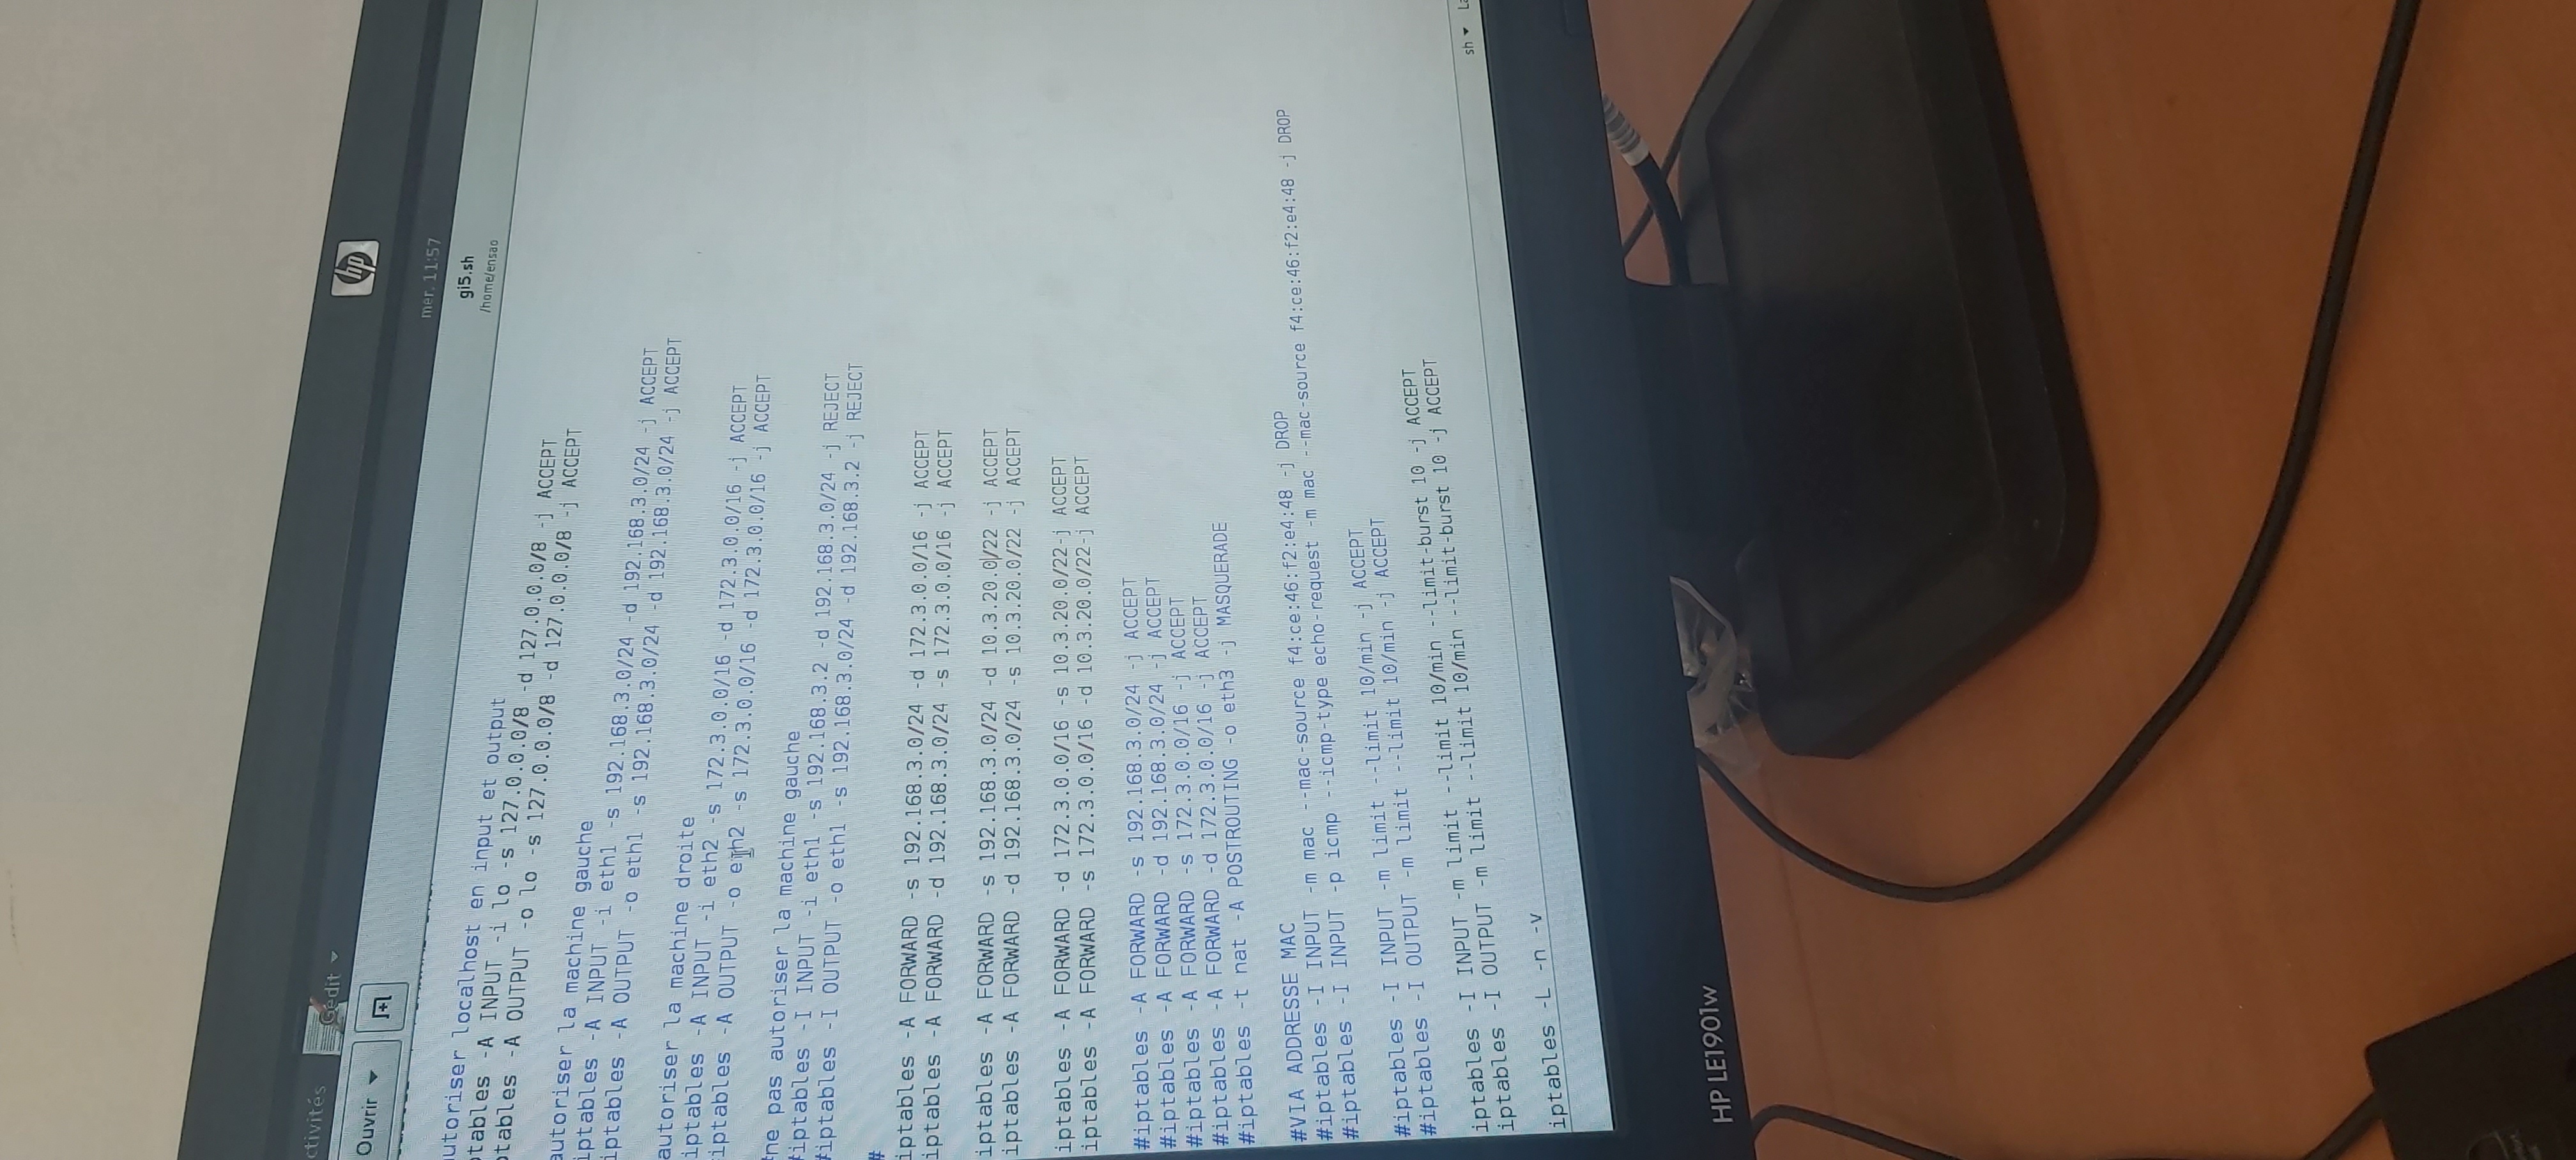 ctivités Gedit
mer. 11:57
Ouvrir
gi5.sh
/home/ensao
utoriser localhost en input et output
ptables -A INPUT -i lo -s 127.0.0.0/8 -d 127.0.0.0/8 -j ACCEPT
ptables -A OUTPUT -o lo -s 127.0.0.0/8 -d 127.0.0.0/8 -j ACCEPT
autoriser la machine gauche
iptables -A INPUT -i eth1 -s 192.168.3.0/24 -d 192.168.3.0/24 -j ACCEPT
iptables -A OUTPUT -o eth1 -s 192.168.3.0/24 -d 192.168.3.0/24 -j ACCEPT
autoriser la machine droite
iptables -A INPUT -i eth2 -s 172.3.0.0/16 -d 172.3.0.0/16 -j ACCEPT
iptables -A OUTPUT -o eth2 -s 172.3.0.0/16 -d 172.3.0.0/16 -j ACCEPT
#ne pas autoriser la machine gauche
#iptables -I INPUT -i eth1 -s 192.168.3.2 -d 192.168.3.0/24 -j REJECT
#iptables -I OUTPUT -o eth1 -s 192.168.3.0/24 -d 192.168.3.2 -j REJECT
#
iptables -A FORWARD -s 192.168.3.0/24 -d 172.3.0.0/16 -j ACCEPT
iptables -A FORWARD -d 192.168.3.0/24 -s 172.3.0.0/16 -j ACCEPT
iptables -A FORWARD -s 192.168.3.0/24 -d 10.3.20.0/22 -j ACCEPT
iptables -A FORWARD -d 192.168.3.0/24 -s 10.3.20.0/22 -j ACCEPT
iptables -A FORWARD -d 172.3.0.0/16 -s 10.3.20.0/22-j ACCEPT
iptables -A FORWARD -s 172.3.0.0/16 -d 10.3.20.0/22-j ACCEPT
#iptables -A FORWARD -s 192.168.3.0/24 -j ACCEPT
#iptables -A FORWARD -d 192.168.3.0/24 -j ACCEPT
#iptables -A FORWARD -s 172.3.0.0/16 -j ACCEPT
#iptables -A FORWARD -d 172.3.0.0/16 -j ACCEPT
#iptables -t nat -A POSTROUTING -o eth3 -j MASQUERADE
#VIA ADDRESSE MAC
#iptables -I INPUT -m mac --mac-source f4:ce:46:f2:e4:48 -j DROP
#iptables -I INPUT -p icmp --icmp-type echo-request -m mac --mac-source f4:ce:46:f2:e4:48 -j DROP
#iptables -I INPUT -m limit --limit 10/min -j ACCEPT
#iptables -I OUTPUT -m limit --limit 10/min -j ACCEPT
iptables -I INPUT -m limit --limit 10/min --limit-burst 10 -j ACCEPT
iptables -I OUTPUT -m limit --limit 10/min --limit-burst 10 -j ACCEPT
iptables -L -n -v
sh La
hp
HP LE1901w